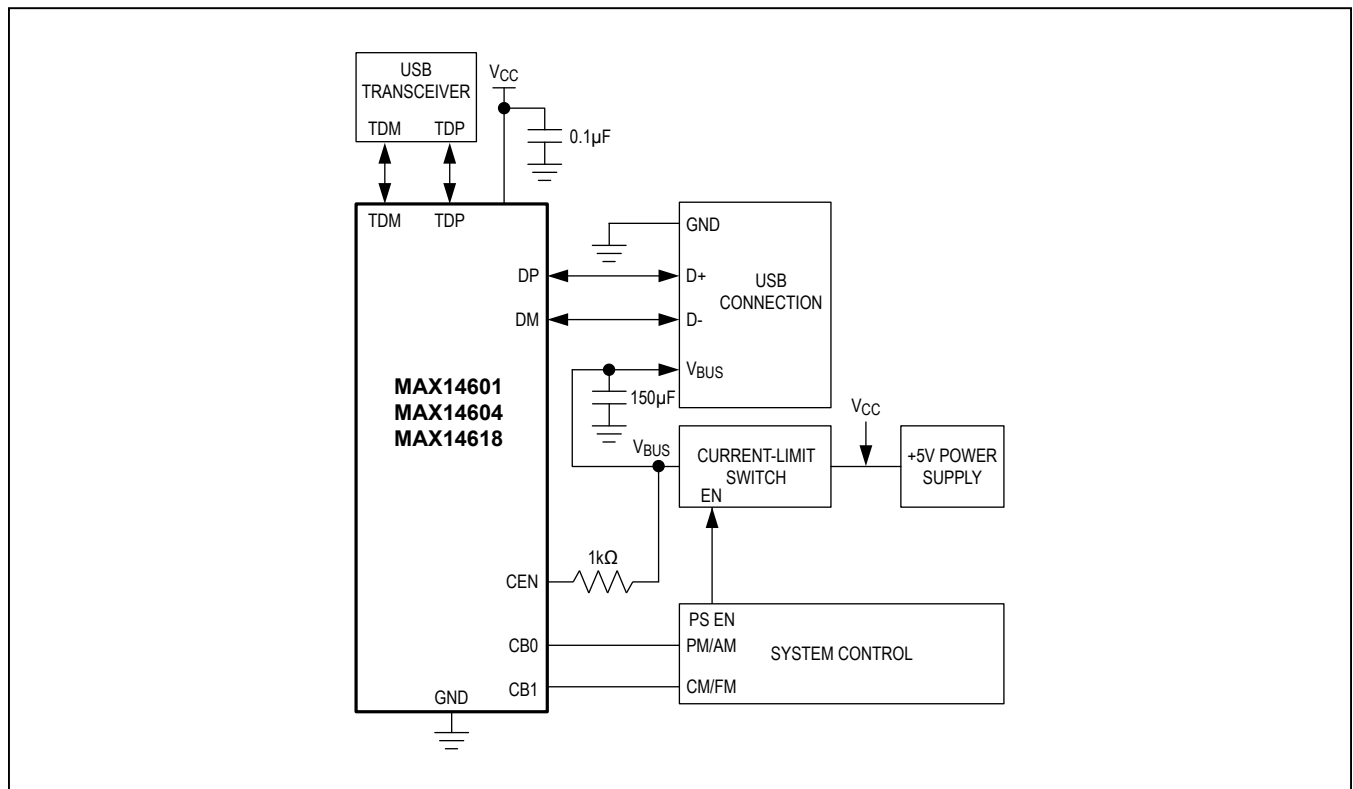 USB
TRANSCEIVER
TDM TDP
VCC
0.1µF
TDM TDP
DP
DM
MAX14601
MAX14604
MAX14618
CEN
CB0
CB1
GND
GND
D+
D-
VBUS
USB
CONNECTION
150µF
VBUS
CURRENT-LIMIT
SWITCH
EN
VCC
+5V POWER
SUPPLY
1kΩ
PS EN
PM/AM
CM/FM
SYSTEM CONTROL